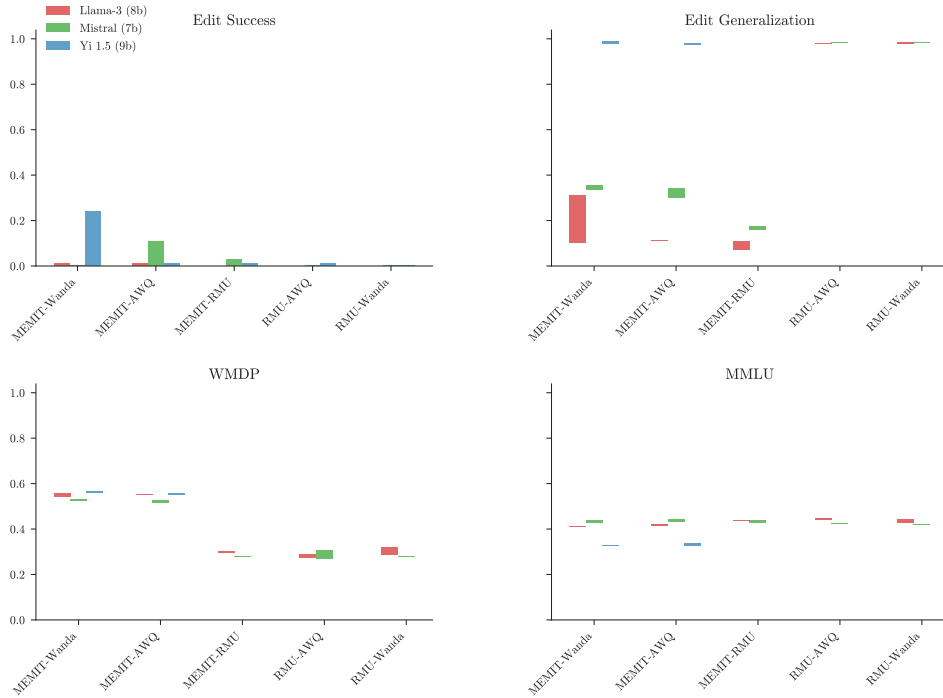 Llama-3 (8b)
Mistral (7b)
Yi 1.5 (9b)
Edit Success
1.0
0.8
0.6
0.4
0.2
0.0
MEMIT-Wanda
MEMIT-AWQ
MEMIT-RMU
RMU-AWQ
RMU-Wanda
Edit Generalization
MEMIT-Wanda
MEMIT-AWQ
MEMIT-RMU
RMU-AWQ
RMU-Wanda
WMDP
1.0
0.8
0.6
0.4
0.2
0.0
MEMIT-Wanda
MEMIT-AWQ
MEMIT-RMU
RMU-AWQ
RMU-Wanda
MMLU
MEMIT-Wanda
MEMIT-AWQ
MEMIT-RMU
RMU-AWQ
RMU-Wanda